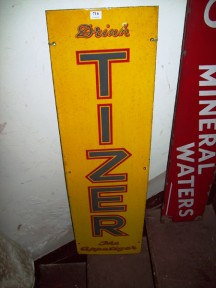 Drink
TIZER
The
Appetizer
MINERAL
WATERS